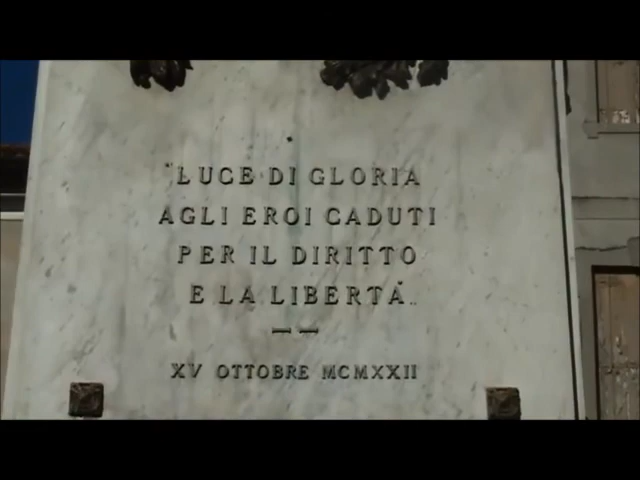 "LUCE DI GLORIA
AGLI EROI CADUTI
PER IL DIRITTO
E LA LIBERTÀ"
XV OTTOBRE MCMXXII